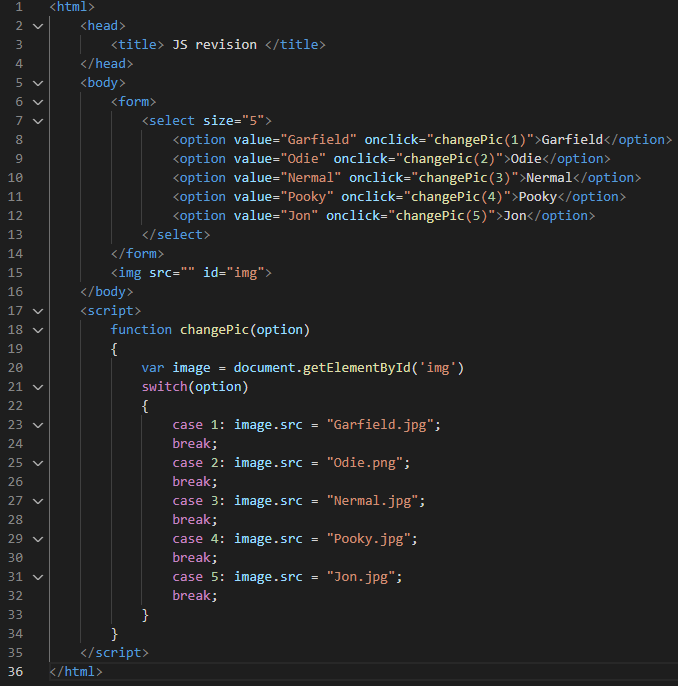 1 <html>
2 <head>
3 <title> JS revision </title>
4 </head>
5 <body>
6 <form>
7 <select size="5">
8 <option value="Garfield" onclick="changePic(1)">Garfield</option>
9 <option value="Odie" onclick="changePic(2)">Odie</option>
10 <option value="Nermal" onclick="changePic(3)">Nermal</option>
11 <option value="Pooky" onclick="changePic(4)">Pooky</option>
12 <option value="Jon" onclick="changePic(5)">Jon</option>
13 </select>
14 </form>
15 <img src="" id="img">
16 </body>
17 <script>
18 function changePic(option)
19 {
20 var image = document.getElementById('img')
21 switch(option)
22 {
23 case 1: image.src = "Garfield.jpg";
24 break;
25 case 2: image.src = "Odie.png";
26 break;
27 case 3: image.src = "Nermal.jpg";
28 break;
29 case 4: image.src = "Pooky.jpg";
30 break;
31 case 5: image.src = "Jon.jpg";
32 break;
33 }
34 }
35 </script>
36 </html>